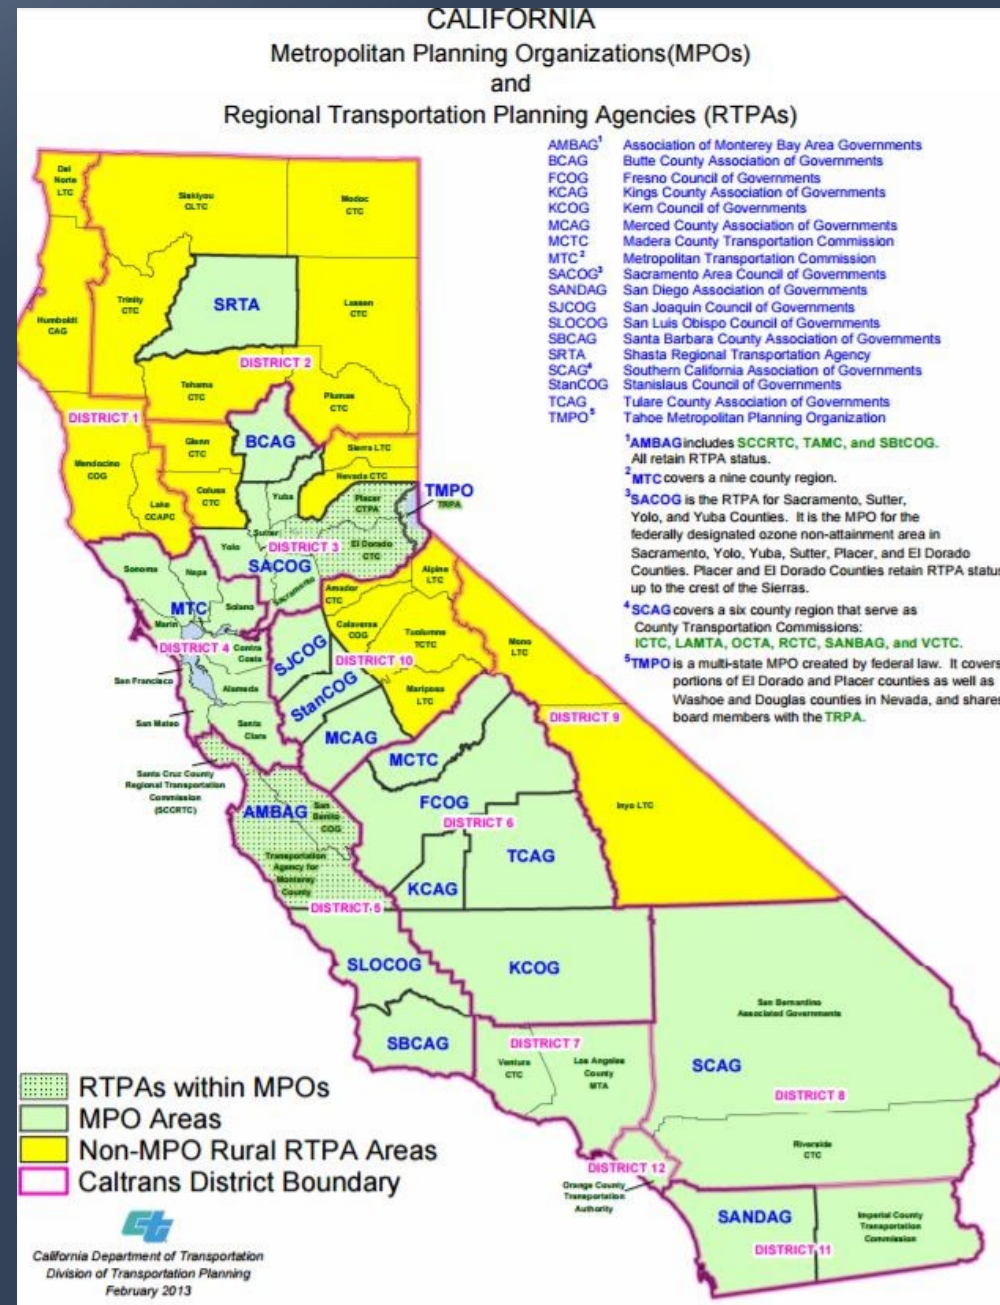 CALIFORNIA
Metropolitan Planning Organizations(MPOs)
and
Regional Transportation Planning Agencies (RTPAs)
AMBAG¹ Association of Monterey Bay Area Governments
BCAG Butte County Association of Governments
FCOG Fresno Council of Governments
KCAG Kings County Association of Governments
KCOG Kern Council of Governments
MCAG Merced County Association of Governments
MCTC Madera County Transportation Commission
MTC² Metropolitan Transportation Commission
SACOG³ Sacramento Area Council of Governments
SANDAG San Diego Association of Governments
SJCOG San Joaquin Council of Governments
SLOCOG San Luis Obispo Council of Governments
SBCAG Santa Barbara County Association of Governments
SRTA Shasta Regional Transportation Agency
SCAG⁴ Southern California Association of Governments
StanCOG Stanislaus Council of Governments
TCAG Tulare County Association of Governments
TMPO⁵ Tahoe Metropolitan Planning Organization
¹AMBAG includes SCCRTC, TAMC, and SBtCOG.
All retain RTPA status.
²MTC covers a nine county region.
³SACOG is the RTPA for Sacramento, Sutter,
Yolo, and Yuba Counties. It is the MPO for the
federally designated ozone non-attainment area in
Sacramento, Yolo, Yuba, Sutter, Placer, and El Dorado
Counties. Placer and El Dorado Counties retain RTPA status
up to the crest of the Sierras.
⁴SCAG covers a six county region that serve as
County Transportation Commissions:
ICTC, LAMTA, OCTA, RCTC, SANBAG, and VCTC.
⁵TMPO is a multi-state MPO created by federal law. It covers
portions of El Dorado and Placer counties as well as
Washoe and Douglas counties in Nevada, and shares
board members with the TRPA.
Del
Norte
LTC
Siskiyou
CLTC
Modoc
CTC
Humboldt
CAG
Trinity
CTC
SRTA
Lassen
CTC
DISTRICT 2
Tehama
CTC
Plumas
CTC
DISTRICT 1
BCAG
Glenn
CTC
Sierra LTC
Mendocino
COG
Nevada CTC
Lake
CCAPC
Colusa
CTC
Yuba
Placer
CTPA
TMPO
TRPA
Sutter
Yolo
DISTRICT 3
El Dorado
CTC
SACOG
Sacramento
Sonoma
Napa
Solano
Amador
CTC
Alpine
LTC
MTC
Marin
Calaveras
COG
Tuolumne
TCTC
Mono
LTC
DISTRICT 4
Contra
Costa
SJCOG
DISTRICT 10
San Francisco
Alameda
StanCOG
Mariposa
LTC
San Mateo
Santa
Clara
MCAG
DISTRICT 9
MCTC
Santa Cruz County
Regional Transportation
Commission
(SCCRTC)
AMBAG
San
Benito
COG
FCOG
DISTRICT 6
Inyo LTC
Transportation
Agency for
Monterey
County
TCAG
KCAG
DISTRICT 5
SLOCOG
KCOG
San Bernardino
Associated Governments
SBCAG
DISTRICT 7
Ventura
CTC
Los Angeles
County
MTA
SCAG
DISTRICT 8
Riverside
CTC
DISTRICT 12
Orange County
Transportation
Authority
SANDAG
Imperial County
Transportation
Commission
DISTRICT 11
RTPAs within MPOs
MPO Areas
Non-MPO Rural RTPA Areas
Caltrans District Boundary
ct
California Department of Transportation
Division of Transportation Planning
February 2013